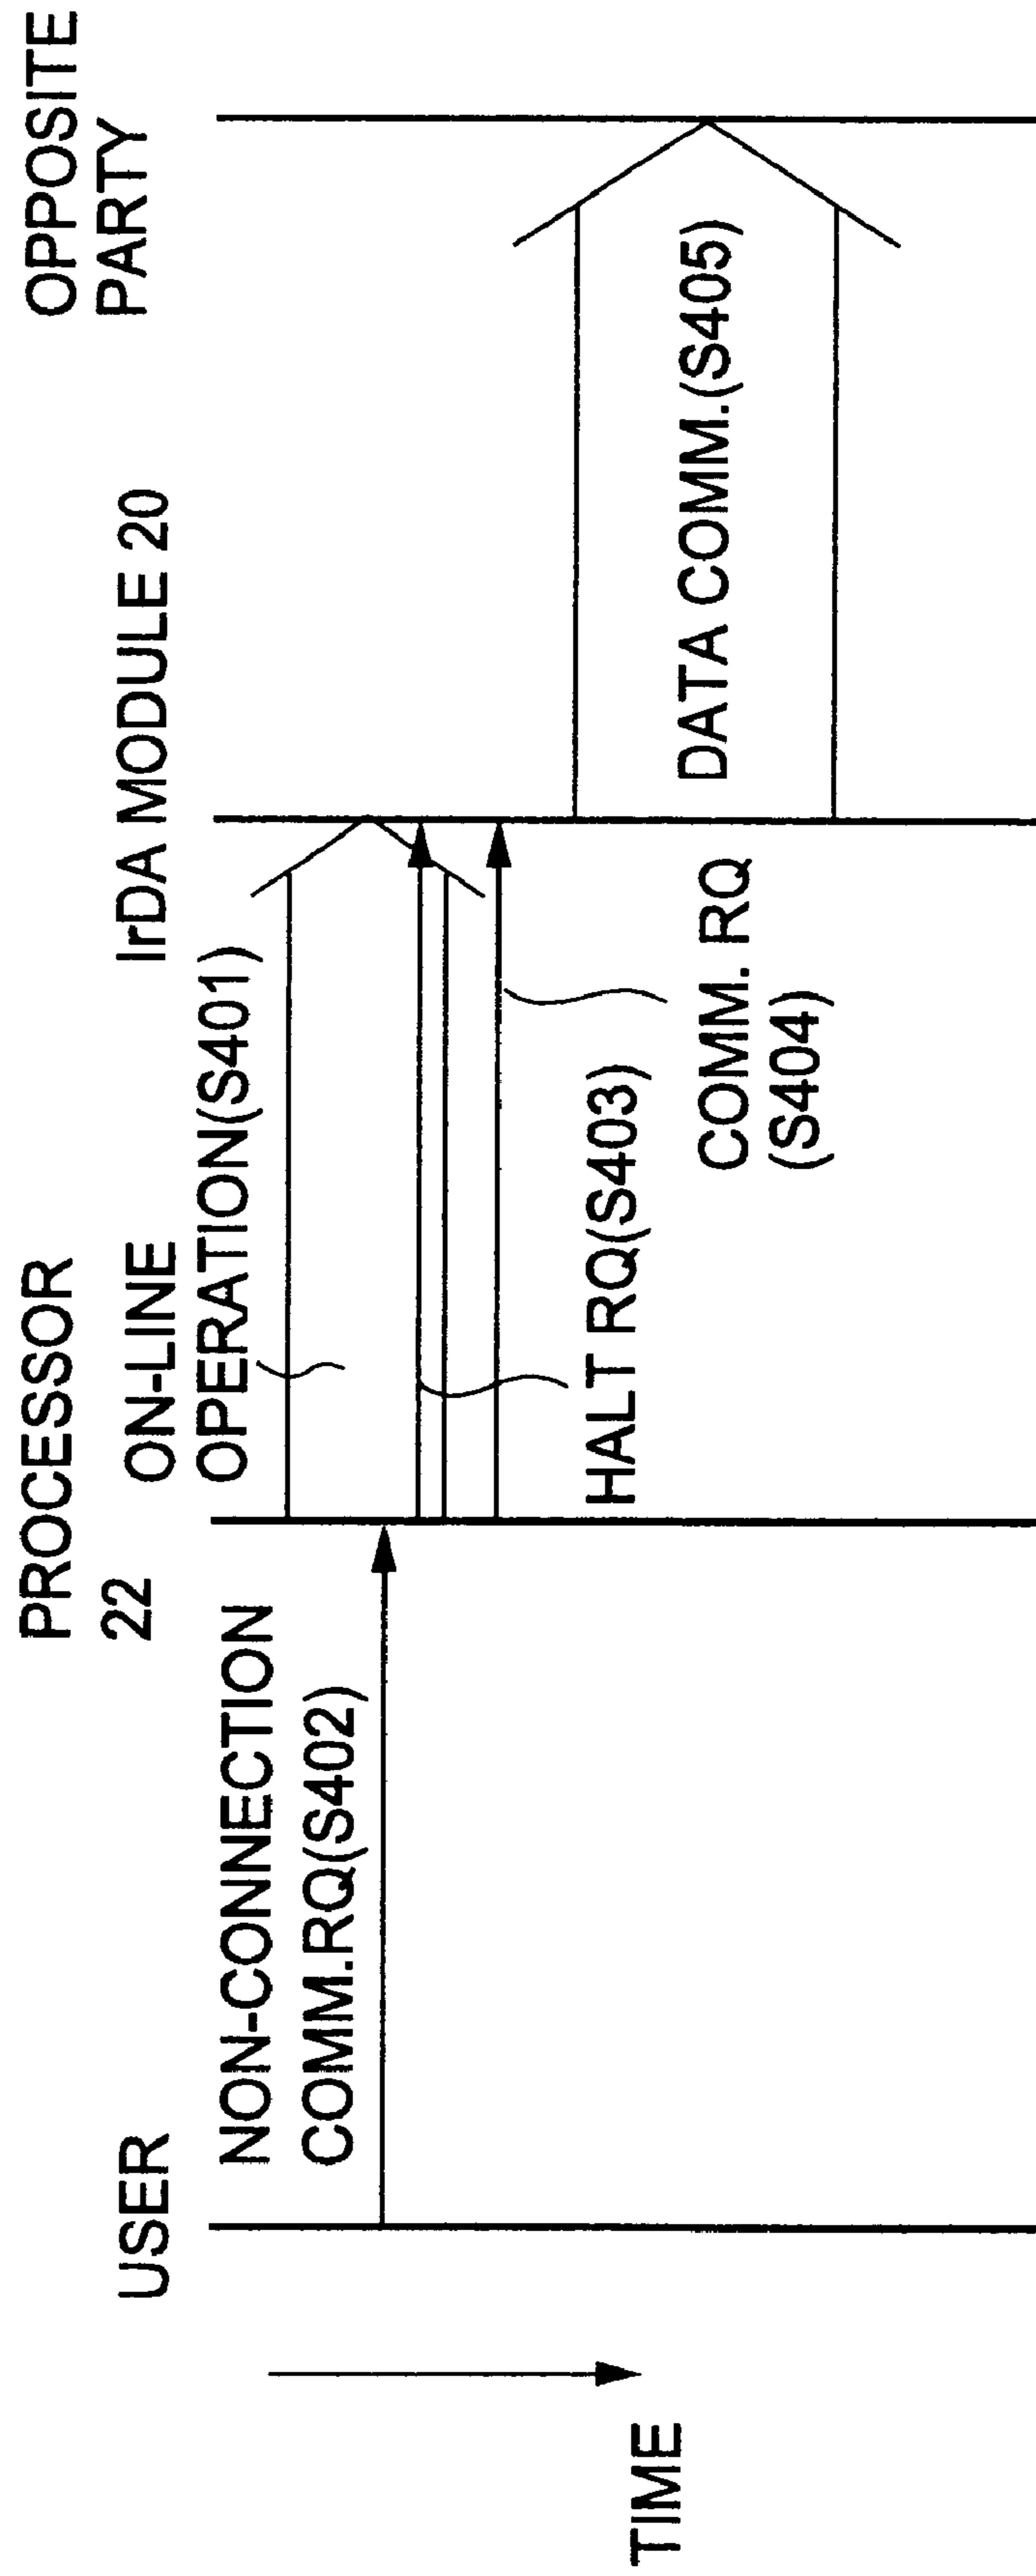 USER
PROCESSOR
22
IrDA MODULE 20
OPPOSITE
PARTY
TIME
NON-CONNECTION
COMM.RQ(S402)
ON-LINE
OPERATION(S401)
HALT RQ(S403)
COMM. RQ
(S404)
DATA COMM.(S405)